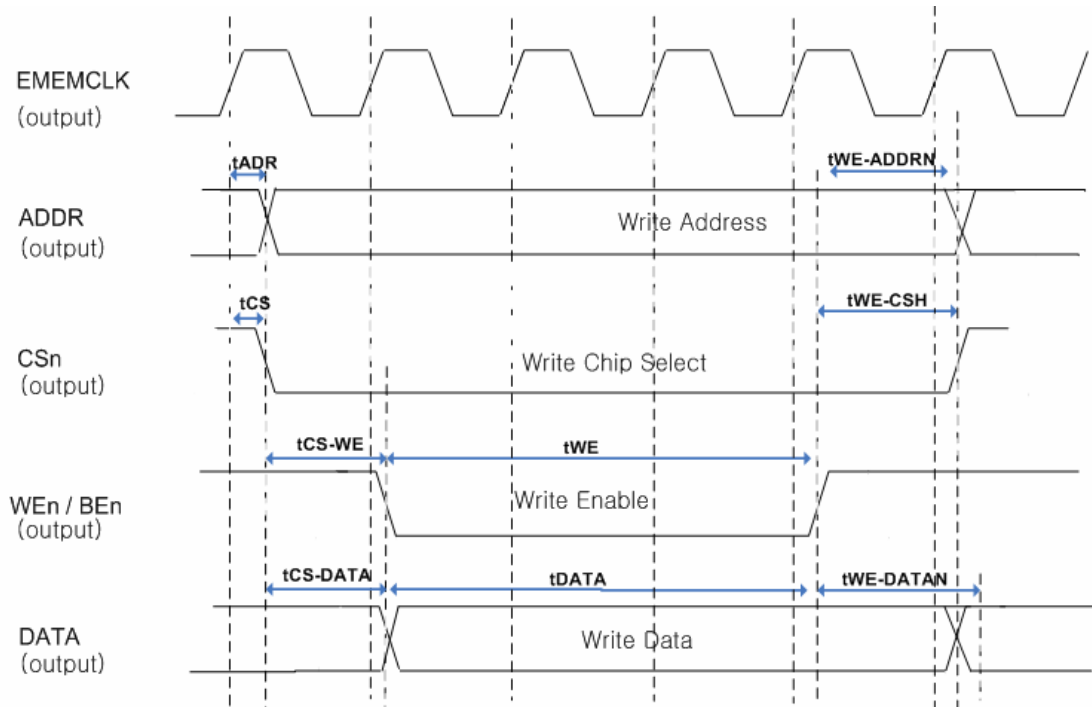 EMEMCLK
(output)
tADR
tWE-ADDRN
ADDR
(output)
Write Address
tCS
tWE-CSH
CSn
(output)
Write Chip Select
tCS-WE
tWE
WEn / BEn
(output)
Write Enable
tCS-DATA
tDATA
tWE-DATAN
DATA
(output)
Write Data